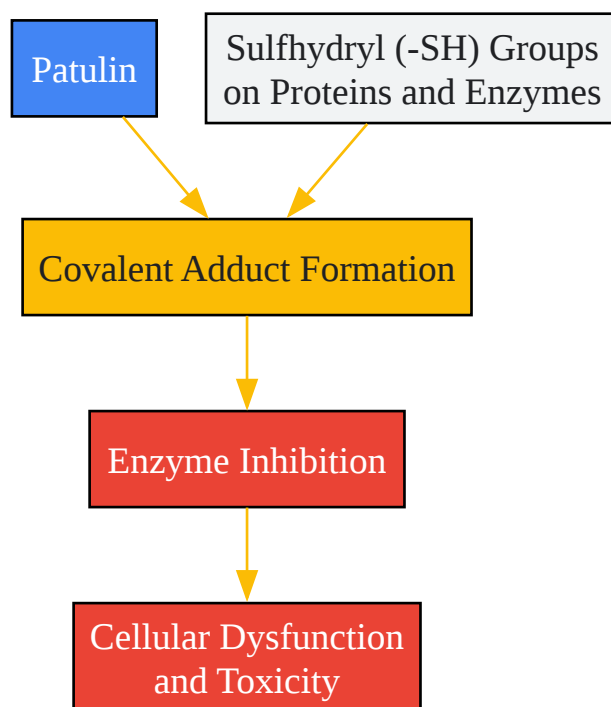 Patulin
Sulfhydryl (-SH) Groups
on Proteins and Enzymes
Covalent Adduct Formation
Enzyme Inhibition
Cellular Dysfunction
and Toxicity